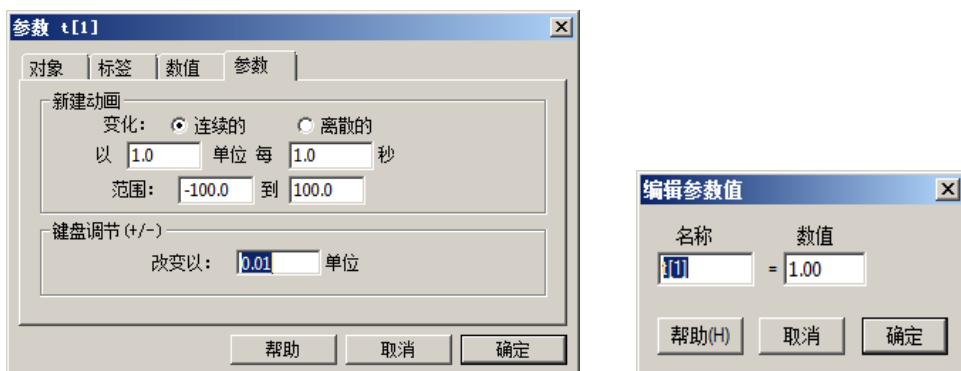 参数 t[1]
对象 标签 数值 参数
新建动画
变化: 连续的 离散的
以 1.0 单位 每 1.0 秒
范围: -100.0 到 100.0
键盘调节(+/-)
改变以: 0.01 单位
帮助 取消 确定
编辑参数值
名称 数值
t[1] = 1.00
帮助(H) 取消 确定